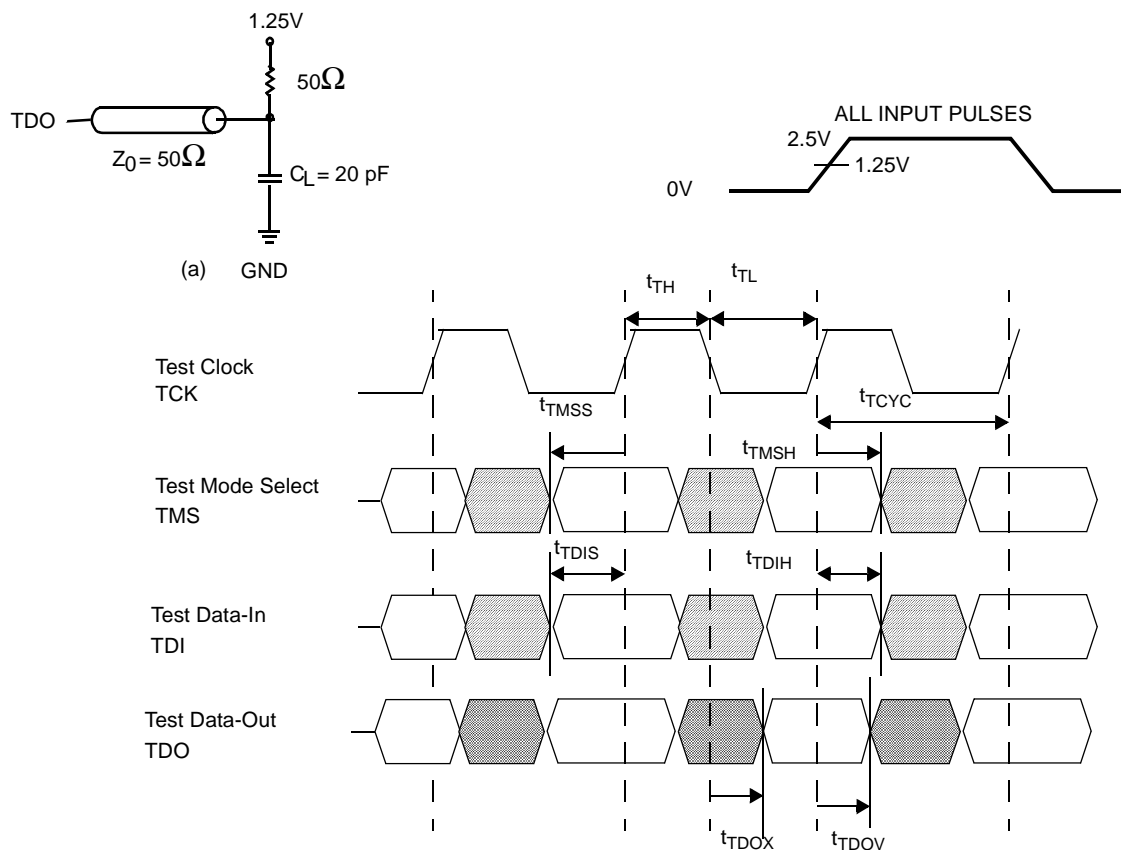 1.25V
50Ω
TDO
Z0 = 50Ω
CL = 20 pF
(a) GND
ALL INPUT PULSES
2.5V
1.25V
0V
tTH
tTL
Test Clock
TCK
tTMSS
tTCYC
Test Mode Select
TMS
tTMSH
tTDIS
tTDIH
Test Data-In
TDI
Test Data-Out
TDO
tTDOX
tTDOV